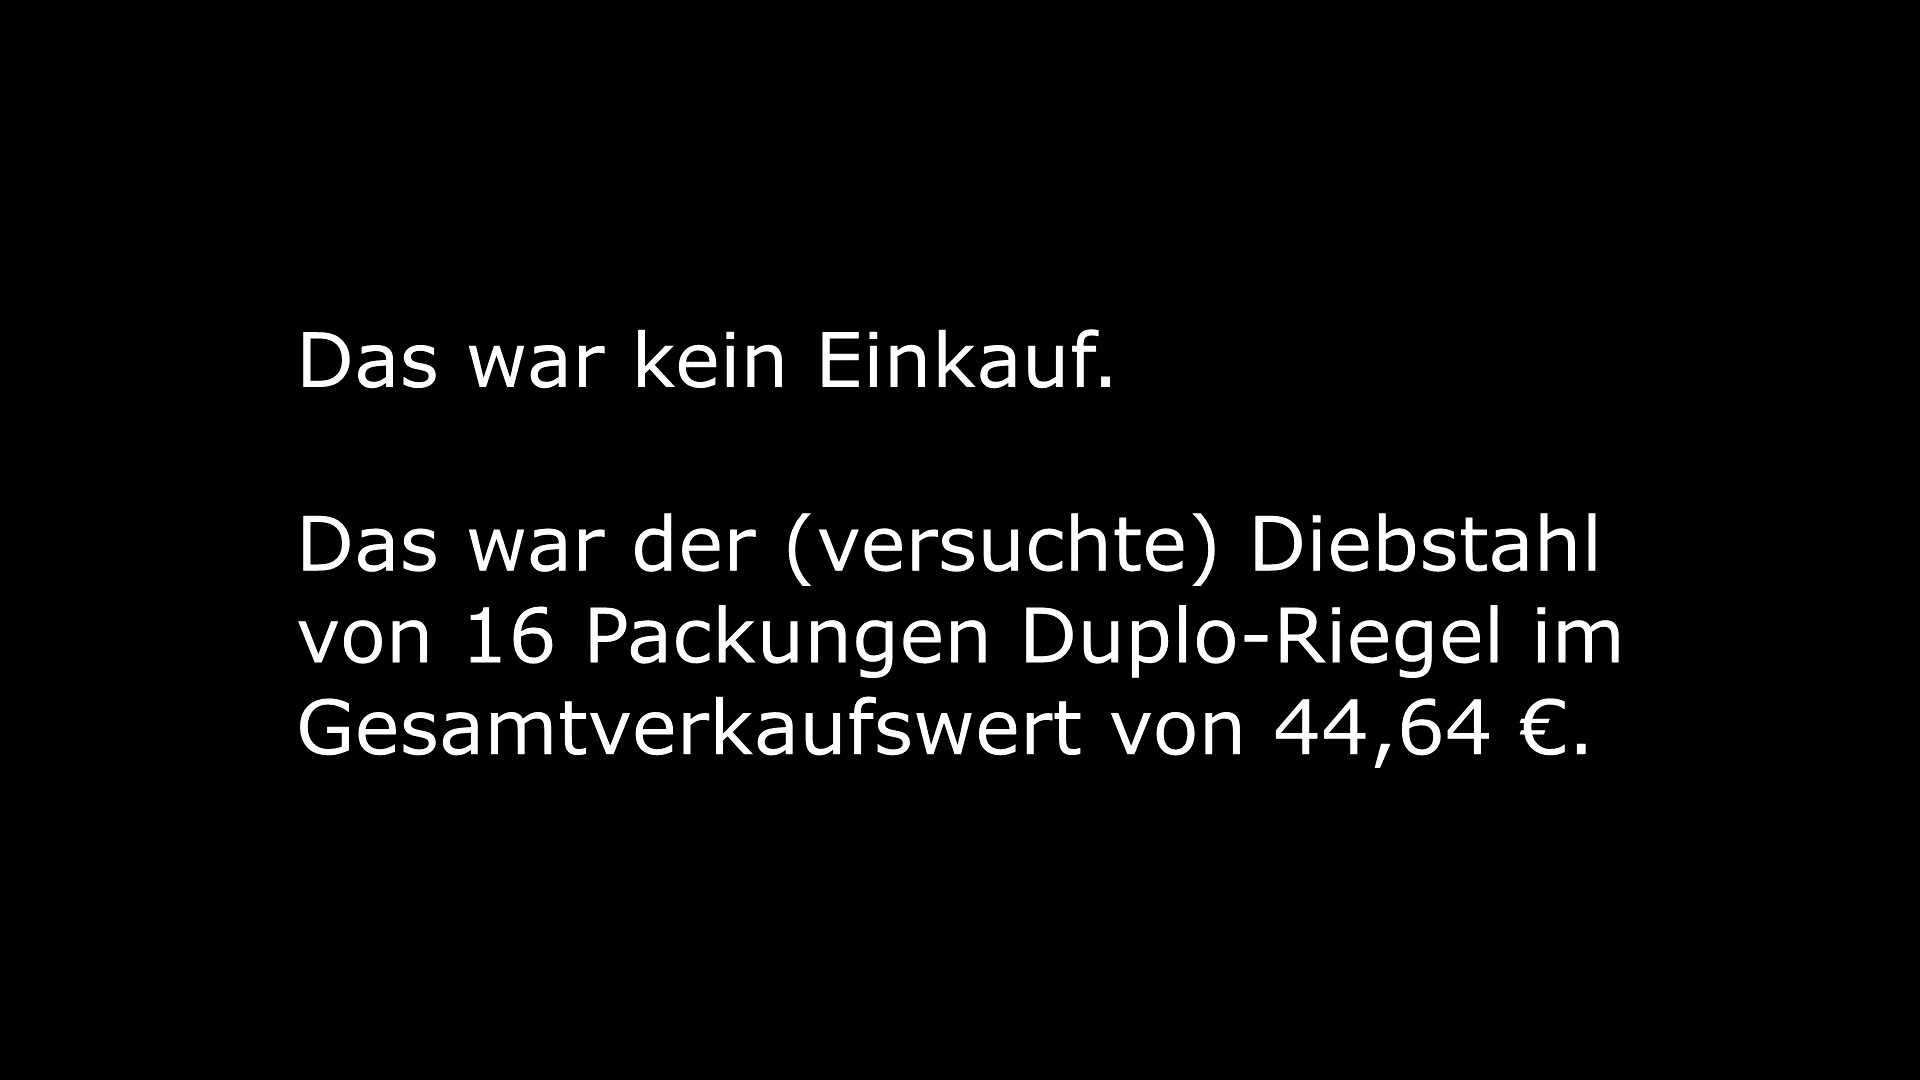 Das war kein Einkauf.
Das war der (versuchte) Diebstahl
von 16 Packungen Duplo-Riegel im
Gesamtverkaufswert von 44,64 €.